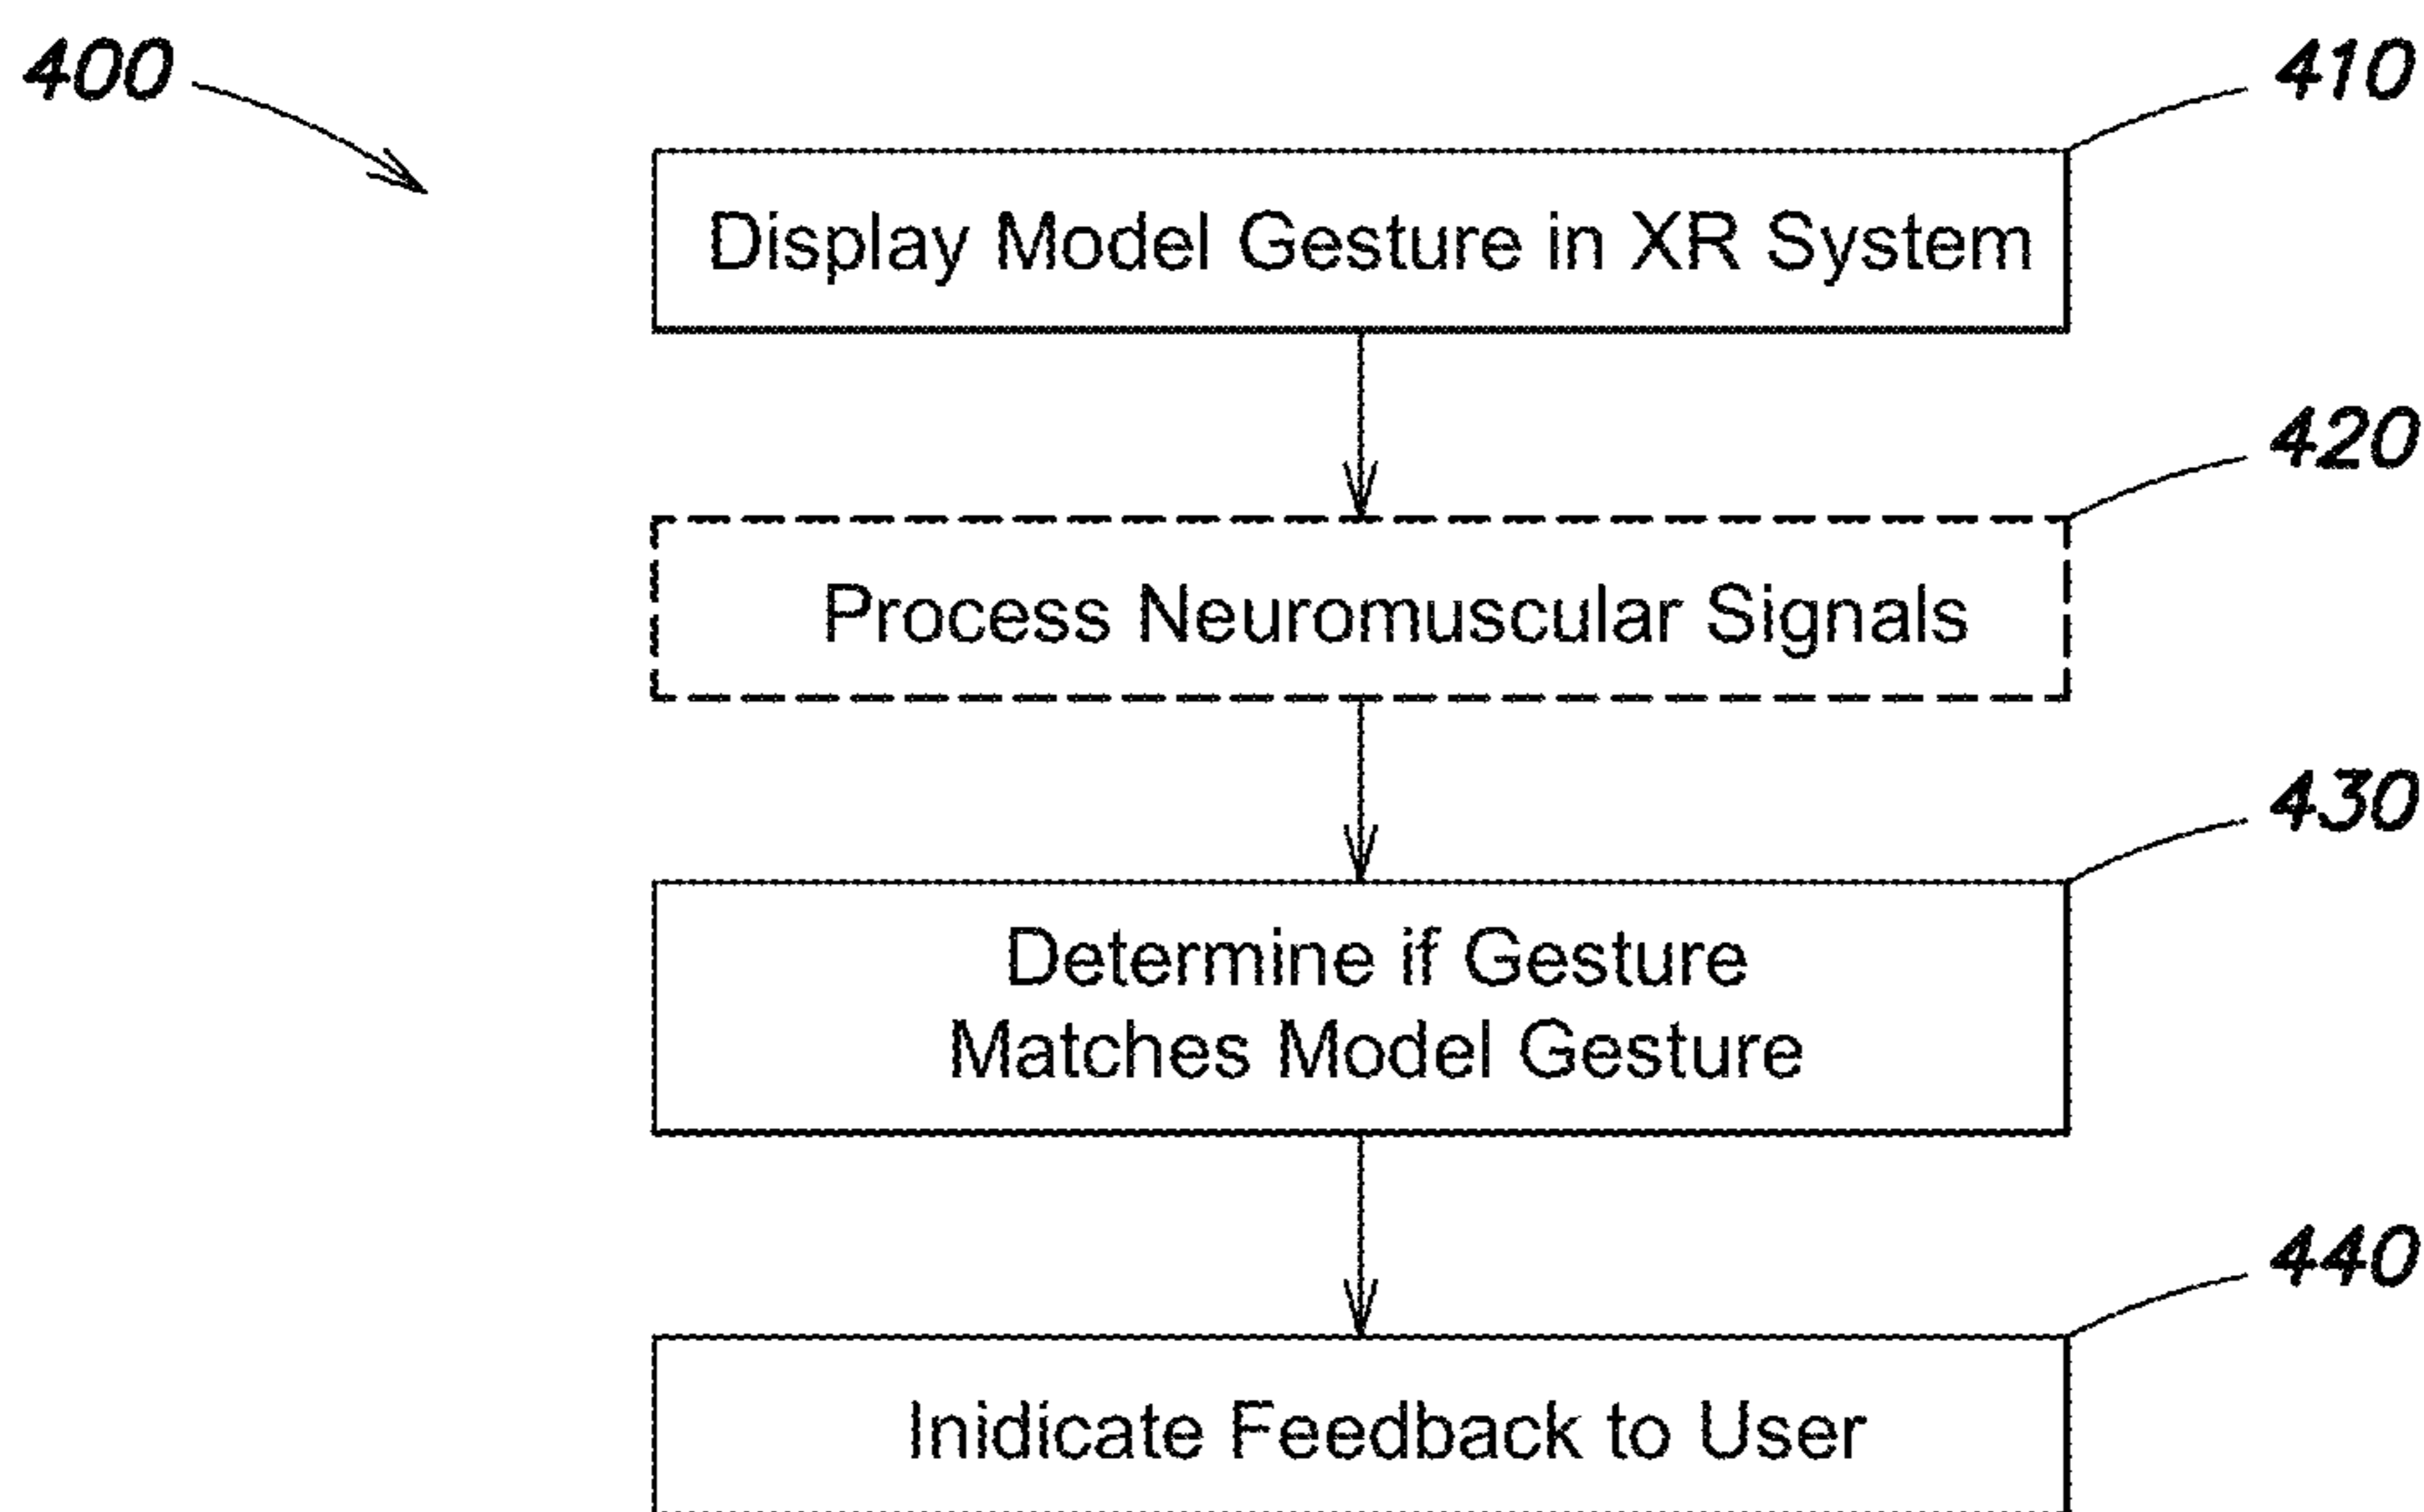 400
410
Display Model Gesture in XR System
420
Process Neuromuscular Signals
430
Determine if Gesture
Matches Model Gesture
440
Inidicate Feedback to User